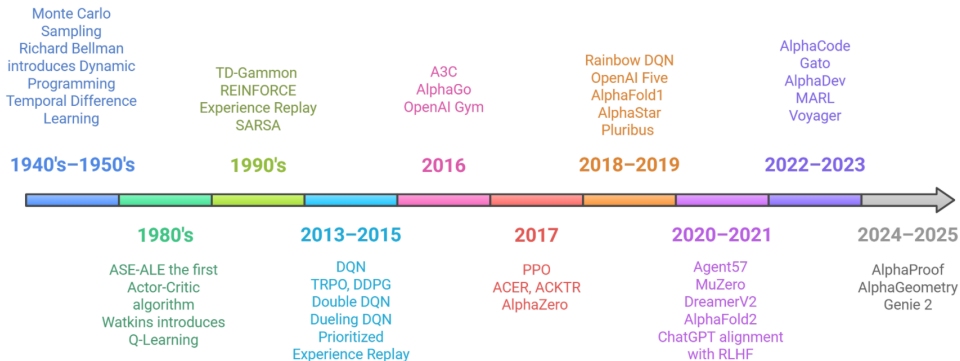 Monte Carlo
Sampling
Richard Bellman
introduces Dynamic
Programming
Temporal Difference
Learning
1940's–1950's
ASE-ALE the first
Actor-Critic
algorithm
Watkins introduces
Q-Learning
1980's
TD-Gammon
REINFORCE
Experience Replay
SARSA
1990's
2013–2015
DQN
TRPO, DDPG
Double DQN
Dueling DQN
Prioritized
Experience Replay
A3C
AlphaGo
OpenAI Gym
2016
2017
PPO
ACER, ACKTR
AlphaZero
Rainbow DQN
OpenAI Five
AlphaFold1
AlphaStar
Pluribus
2018–2019
2020–2021
Agent57
MuZero
DreamerV2
AlphaFold2
ChatGPT alignment
with RLHF
AlphaCode
Gato
AlphaDev
MARL
Voyager
2022–2023
2024–2025
AlphaProof
AlphaGeometry
Genie 2